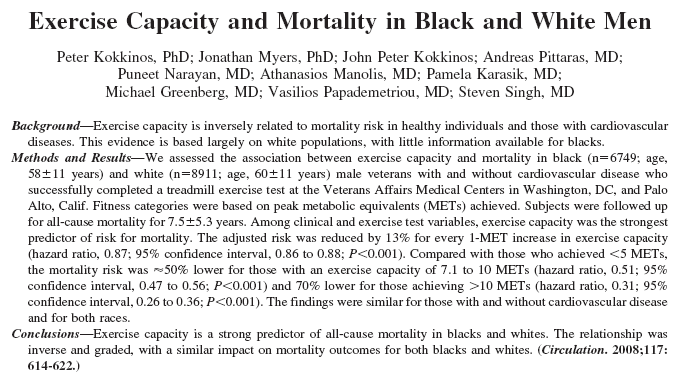 Exercise Capacity and Mortality in Black and White Men
Peter Kokkinos, PhD; Jonathan Myers, PhD; John Peter Kokkinos; Andreas Pittaras, MD;
Puneet Narayan, MD; Athanasios Manolis, MD; Pamela Karasik, MD;
Michael Greenberg, MD; Vasilios Papademetriou, MD; Steven Singh, MD
Background—Exercise capacity is inversely related to mortality risk in healthy individuals and those with cardiovascular
diseases. This evidence is based largely on white populations, with little information available for blacks.
Methods and Results—We assessed the association between exercise capacity and mortality in black (n=6749; age,
58±11 years) and white (n=8911; age, 60±11 years) male veterans with and without cardiovascular disease who
successfully completed a treadmill exercise test at the Veterans Affairs Medical Centers in Washington, DC, and Palo
Alto, Calif. Fitness categories were based on peak metabolic equivalents (METs) achieved. Subjects were followed up
for all-cause mortality for 7.5±5.3 years. Among clinical and exercise test variables, exercise capacity was the strongest
predictor of risk for mortality. The adjusted risk was reduced by 13% for every 1-MET increase in exercise capacity
(hazard ratio, 0.87; 95% confidence interval, 0.86 to 0.88; P<0.001). Compared with those who achieved <5 METs,
the mortality risk was ≈50% lower for those with an exercise capacity of 7.1 to 10 METs (hazard ratio, 0.51; 95%
confidence interval, 0.47 to 0.56; P<0.001) and 70% lower for those achieving >10 METs (hazard ratio, 0.31; 95%
confidence interval, 0.26 to 0.36; P<0.001). The findings were similar for those with and without cardiovascular disease
and for both races.
Conclusions—Exercise capacity is a strong predictor of all-cause mortality in blacks and whites. The relationship was
inverse and graded, with a similar impact on mortality outcomes for both blacks and whites. (Circulation. 2008;117:
614-622.)